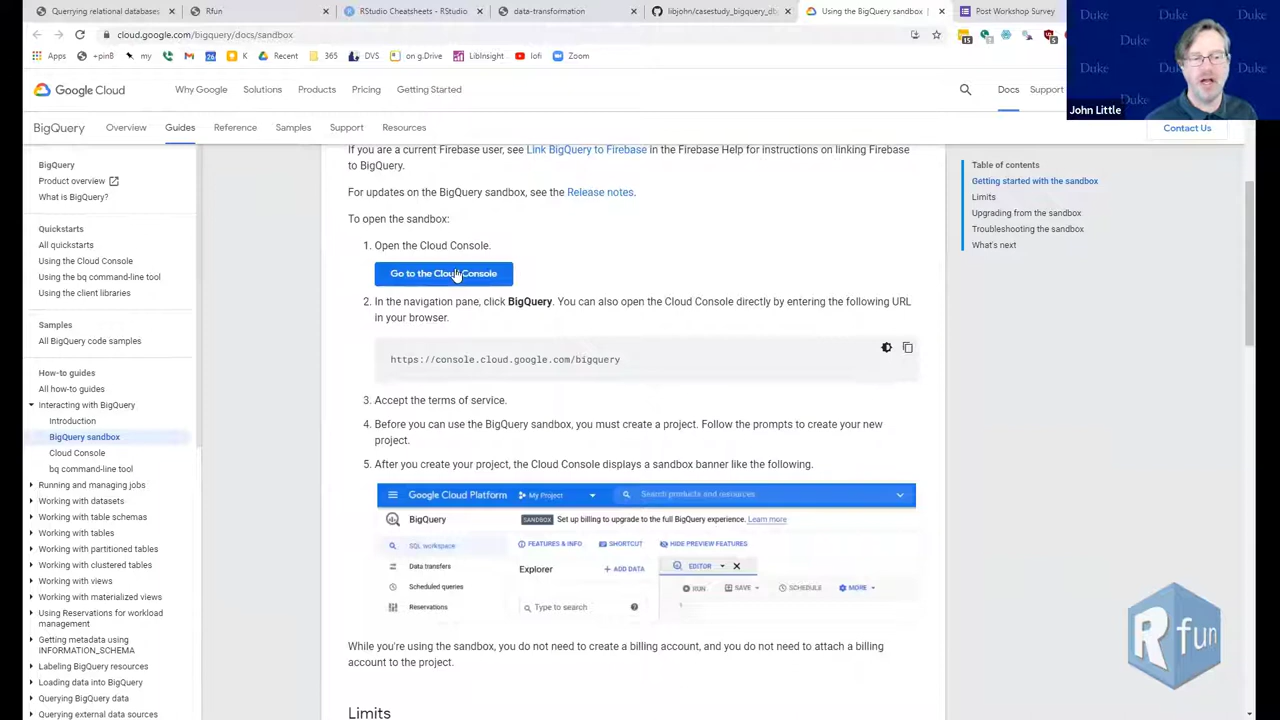 Querying relational databases
Rfun
RStudio Cheatsheets - RStudio
data-transformation
libjohn/casestudy_bigquery_db
Using the BigQuery sandbox
Post Workshop Survey
cloud.google.com/bigquery/docs/sandbox
Apps
+pin8
my
26
K
Recent
365
DVS
on g.Drive
LibInsight
lofi
Zoom
15
5
Duke
Duke
Duke
Duke
Duke
Duke
John Little
Google Cloud
Why Google
Solutions
Products
Pricing
Getting Started
Docs
Support
BigQuery
Overview
Guides
Reference
Samples
Support
Resources
Contact Us
BigQuery
Product overview
What is BigQuery?
Quickstarts
All quickstarts
Using the Cloud Console
Using the bq command-line tool
Using the client libraries
Samples
All BigQuery code samples
How-to guides
All how-to guides
Interacting with BigQuery
Introduction
BigQuery sandbox
Cloud Console
bq command-line tool
Running and managing jobs
Working with datasets
Working with table schemas
Working with tables
Working with partitioned tables
Working with clustered tables
Working with views
Working with materialized views
Using Reservations for workload
management
Getting metadata using
INFORMATION_SCHEMA
Labeling BigQuery resources
Loading data into BigQuery
Querying BigQuery data
Querying external data sources
If you are a current Firebase user, see Link BigQuery to Firebase in the Firebase Help for instructions on linking Firebase
to BigQuery.
For updates on the BigQuery sandbox, see the Release notes.
To open the sandbox:
1. Open the Cloud Console.
Go to the Cloud Console
2. In the navigation pane, click BigQuery. You can also open the Cloud Console directly by entering the following URL
in your browser.
https://console.cloud.google.com/bigquery
3. Accept the terms of service.
4. Before you can use the BigQuery sandbox, you must create a project. Follow the prompts to create your new
project.
5. After you create your project, the Cloud Console displays a sandbox banner like the following.
Google Cloud Platform
My Project
Search products and resources
BigQuery
SANDBOX Set up billing to upgrade to the full BigQuery experience. Learn more
SQL workspace
FEATURES & INFO
SHORTCUT
HIDE PREVIEW FEATURES
Data transfers
Explorer
+ ADD DATA
EDITOR
Scheduled queries
RUN
SAVE
SCHEDULE
MORE
Reservations
Type to search
1
While you're using the sandbox, you do not need to create a billing account, and you do not need to attach a billing
account to the project.
Limits
Table of contents
Getting started with the sandbox
Limits
Upgrading from the sandbox
Troubleshooting the sandbox
What's next
R fun